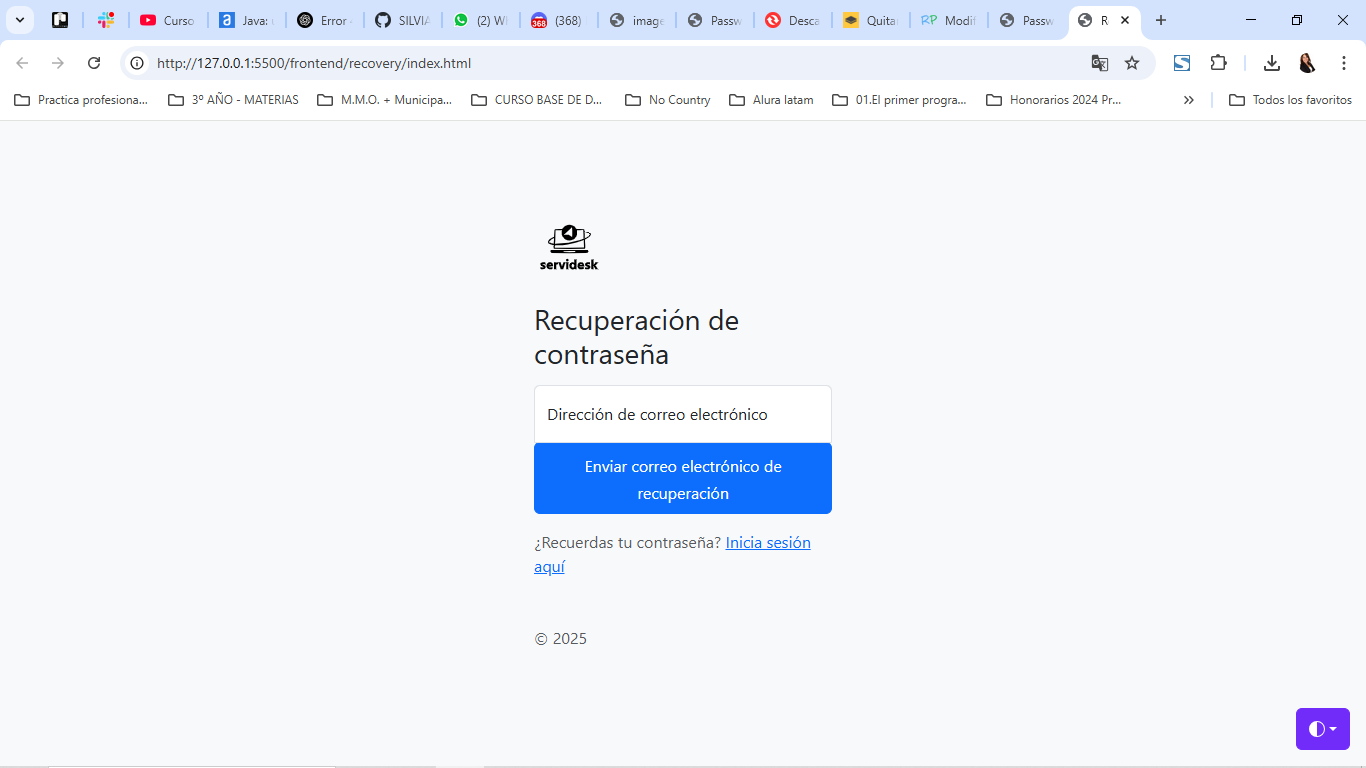 Curso
Java:
Error
SILVIA
(2) W
368
(368)
image
Passw
Desca
Quita
RP
Modif
Passw
R
http://127.0.0.1:5500/frontend/recovery/index.html
Practica profesiona...
3º AÑO - MATERIAS
M.M.O. + Municipa...
CURSO BASE DE D...
No Country
Alura latam
01.El primer progra...
Honorarios 2024 Pr...
Todos los favoritos
servidesk
Recuperación de
contraseña
Dirección de correo electrónico
Enviar correo electrónico de
recuperación
¿Recuerdas tu contraseña? Inicia sesión
aquí
© 2025